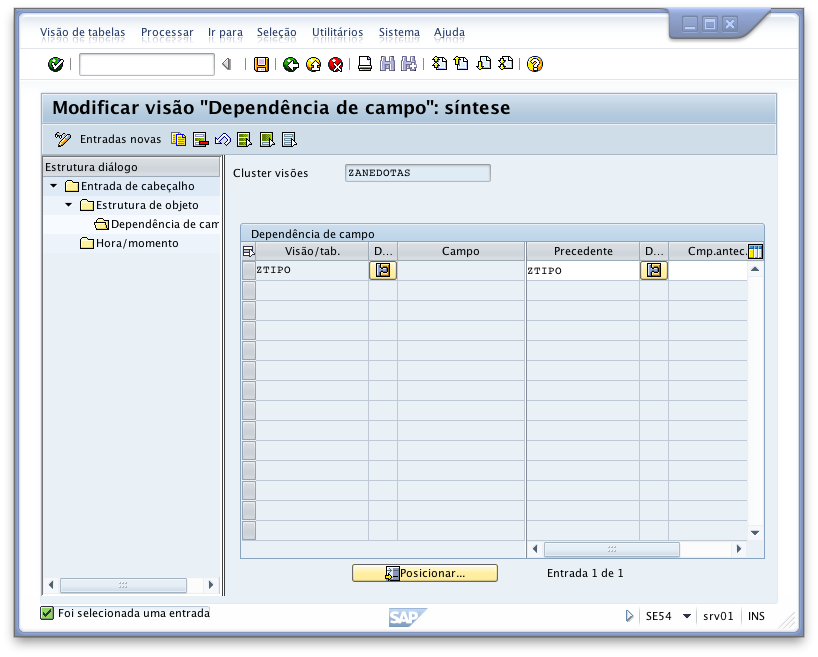 Visão de tabelas Processar Ir para Seleção Utilitários Sistema Ajuda
Modificar visão "Dependência de campo": síntese
Entradas novas
Estrutura diálogo
Entrada de cabeçalho
Estrutura de objeto
Dependência de cam
Hora/momento
Cluster visões ZANEDOTAS
Dependência de campo
Visão/tab. D... Campo Precedente D... Cmp.antec.
ZTIPO ZTIPO
Posicionar... Entrada 1 de 1
Foi selecionada uma entrada SAP SE54 srv01 INS